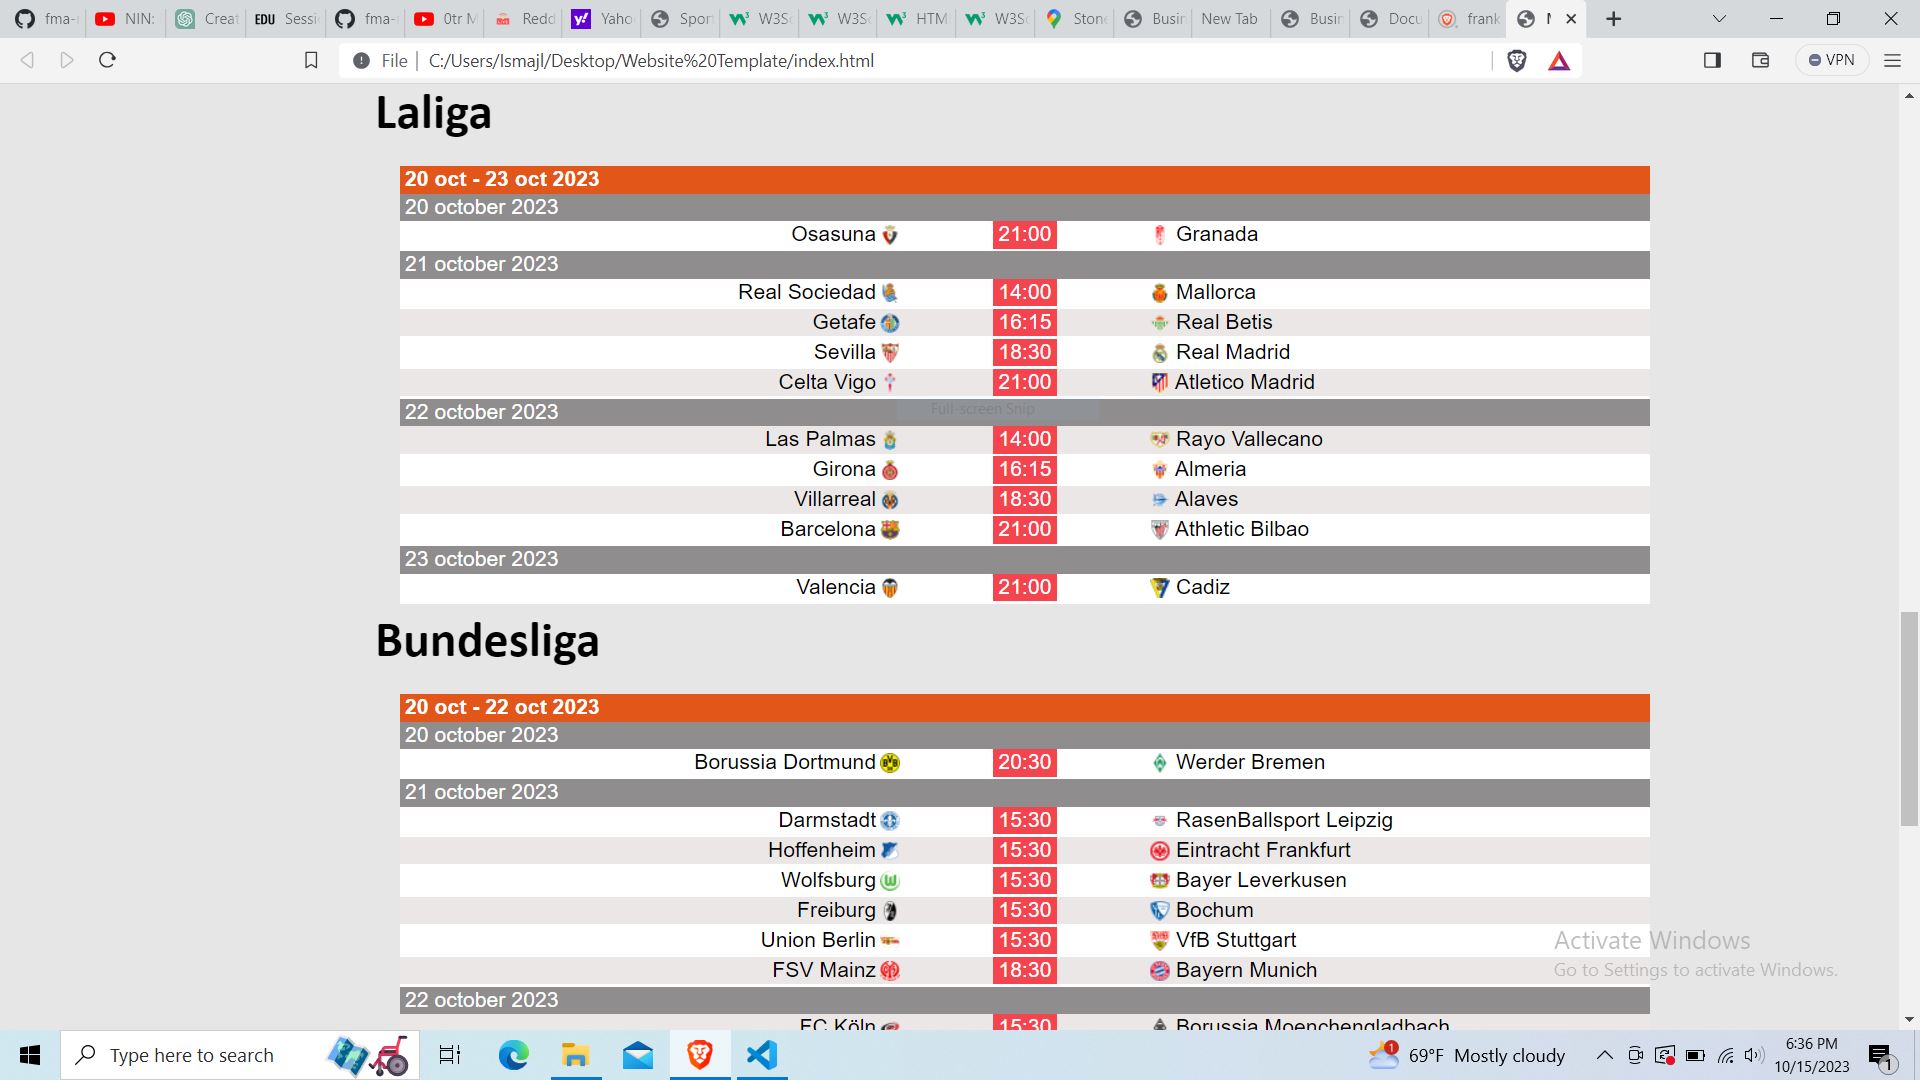 fma-
NIN:
Creat
EDU Sessi
fma-
0tr M
Redd
Yaho
Sport
W3Sc
W3Sc
HTM
W3Sc
Stone
Busin
New Tab
Busin
Docu
frank
File | C:/Users/Ismajl/Desktop/Website%20Template/index.html
VPN
Laliga
20 oct - 23 oct 2023
20 october 2023
Osasuna 21:00 Granada
21 october 2023
Real Sociedad 14:00 Mallorca
Getafe 16:15 Real Betis
Sevilla 18:30 Real Madrid
Celta Vigo 21:00 Atletico Madrid
22 october 2023
Full-screen Snip
Las Palmas 14:00 Rayo Vallecano
Girona 16:15 Almeria
Villarreal 18:30 Alaves
Barcelona 21:00 Athletic Bilbao
23 october 2023
Valencia 21:00 Cadiz
Bundesliga
20 oct - 22 oct 2023
20 october 2023
Borussia Dortmund 20:30 Werder Bremen
21 october 2023
Darmstadt 15:30 RasenBallsport Leipzig
Hoffenheim 15:30 Eintracht Frankfurt
Wolfsburg 15:30 Bayer Leverkusen
Freiburg 15:30 Bochum
Union Berlin 15:30 VfB Stuttgart
FSV Mainz 18:30 Bayern Munich
22 october 2023
FC Köln 15:30 Borussia Moenchengladbach
Activate Windows
Go to Settings to activate Windows.
Type here to search
1
69°F Mostly cloudy
6:36 PM
10/15/2023
1